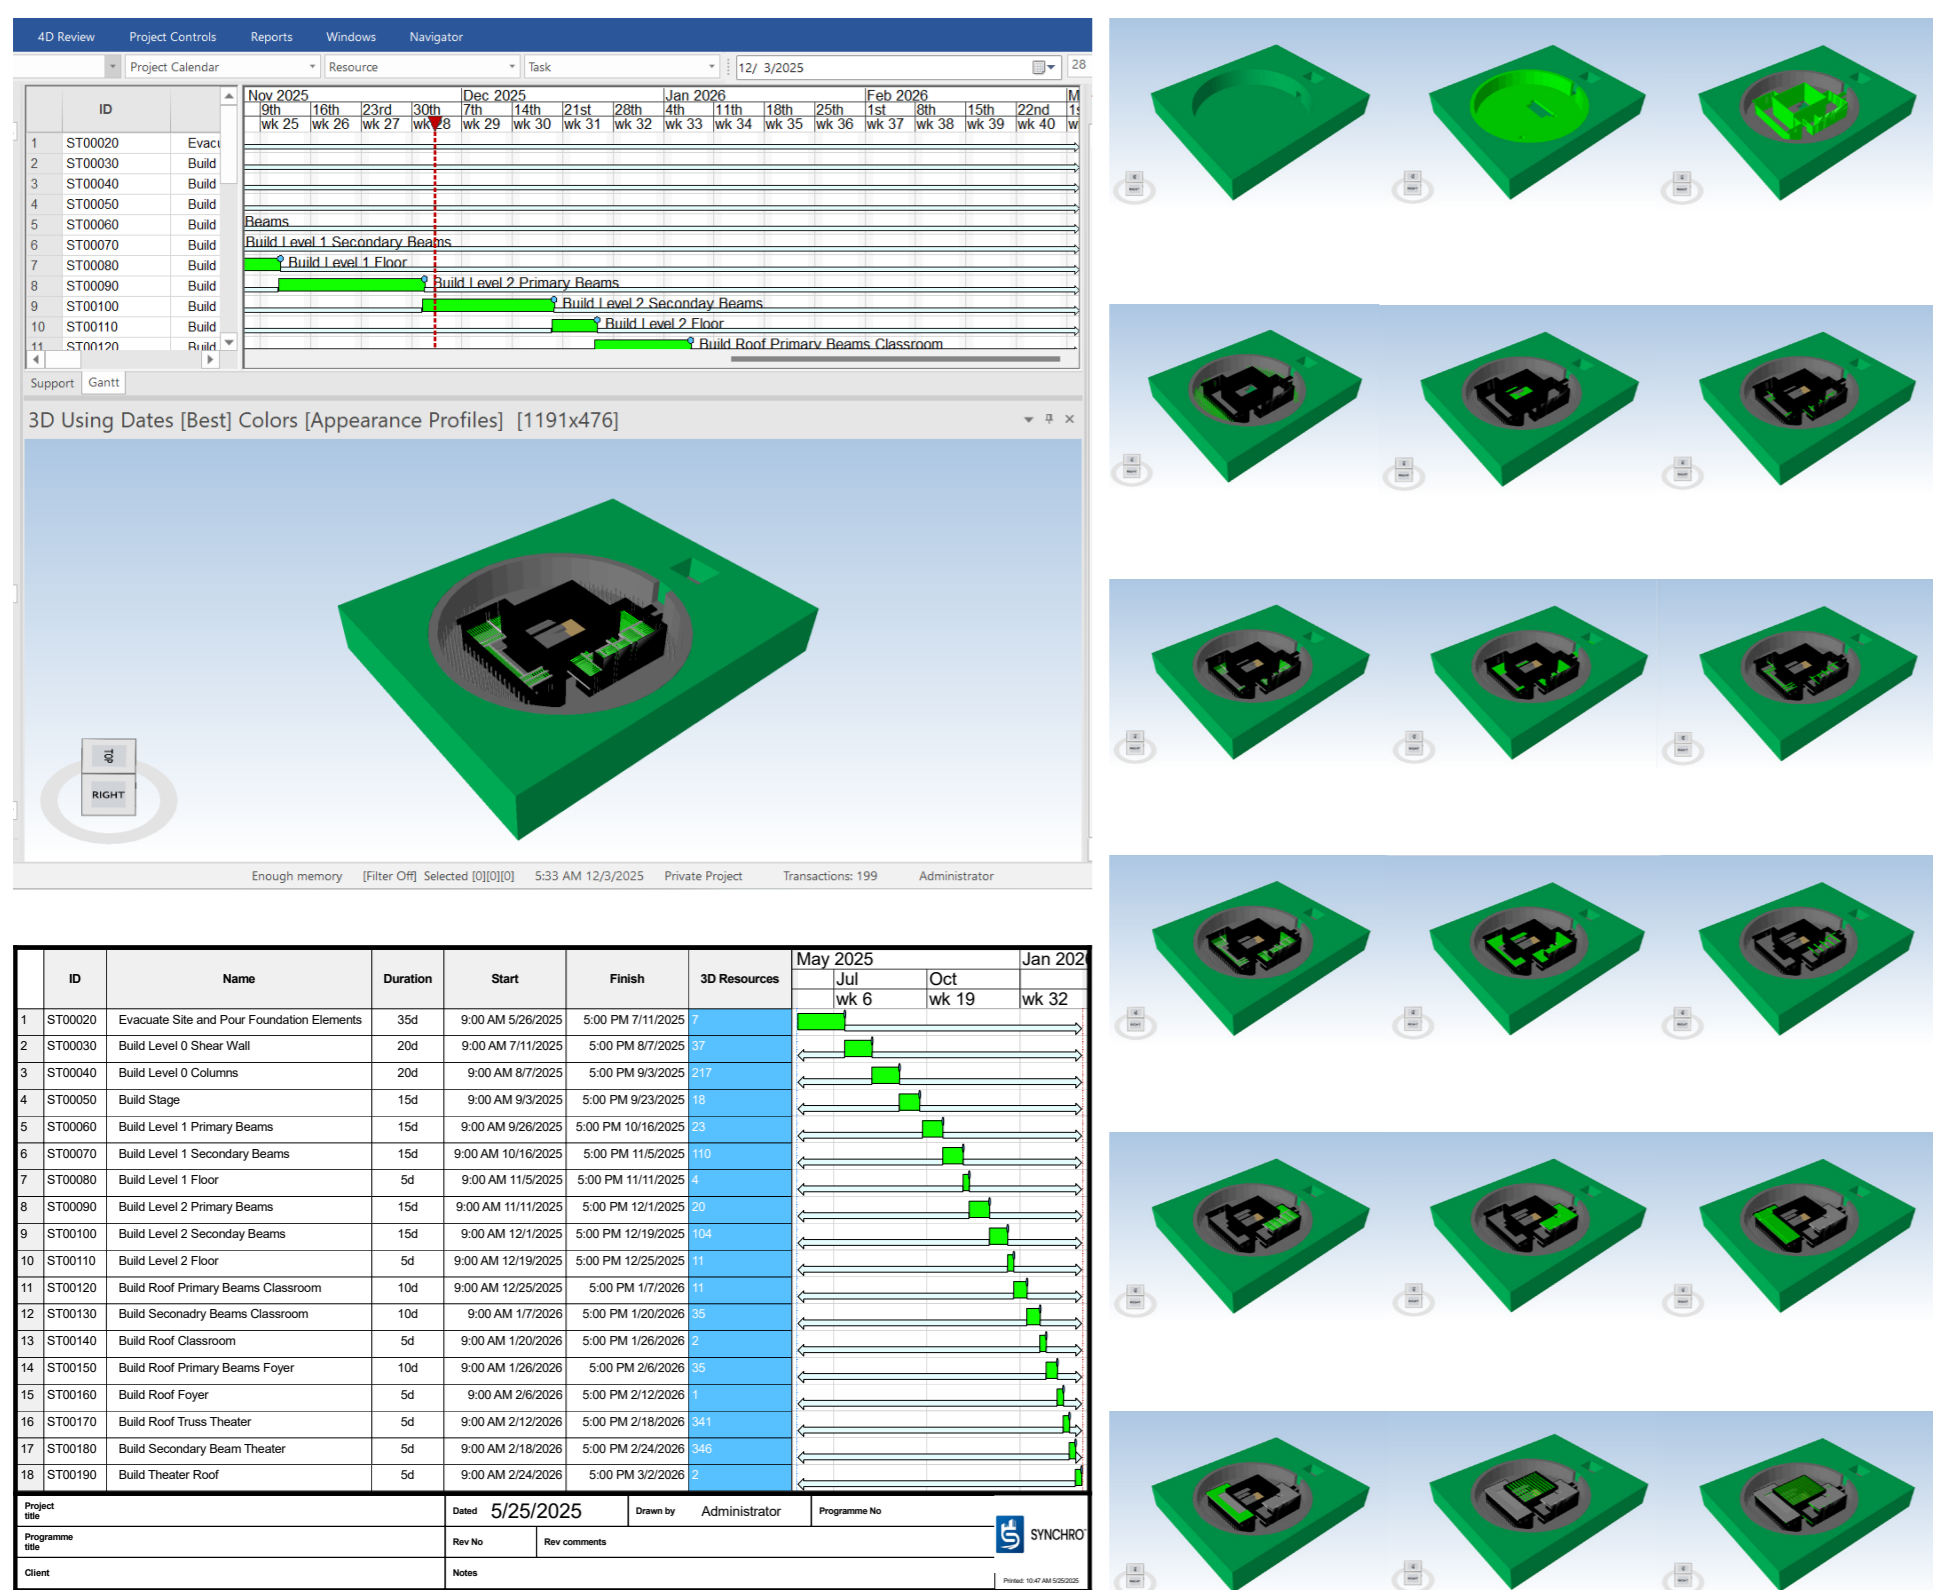 4D Review Project Controls Reports Windows Navigator
Project Calendar Resource Task 12/ 3/2025 28
ID Nov 2025 Dec 2025 Jan 2026 Feb 2026 M
9th 16th 23rd 30th 7th 14th 21st 28th 4th 11th 18th 25th 1st 8th 15th 22nd 1s
wk 25 wk 26 wk 27 wk 28 wk 29 wk 30 wk 31 wk 32 wk 33 wk 34 wk 35 wk 36 wk 37 wk 38 wk 39 wk 40 w
1 ST00020 Evacu
2 ST00030 Build
3 ST00040 Build
4 ST00050 Build
5 ST00060 Build Beams
6 ST00070 Build Build Level 1 Secondary Beams
7 ST00080 Build Build Level 1 Floor
8 ST00090 Build Build Level 2 Primary Beams
9 ST00100 Build Build Level 2 Seconday Beams
10 ST00110 Build Build Level 2 Floor
11 ST00120 Build Build Roof Primary Beams Classroom
Support Gantt
3D Using Dates [Best] Colors [Appearance Profiles] [1191x476]
TOP
RIGHT
Enough memory [Filter Off] Selected [0][0][0] 5:33 AM 12/3/2025 Private Project Transactions: 199 Administrator
ID Name Duration Start Finish 3D Resources May 2025 Jan 2026
Jul Oct
wk 6 wk 19 wk 32
1 ST00020 Evacuate Site and Pour Foundation Elements 35d 9:00 AM 5/26/2025 5:00 PM 7/11/2025 7
2 ST00030 Build Level 0 Shear Wall 20d 9:00 AM 7/11/2025 5:00 PM 8/7/2025 37
3 ST00040 Build Level 0 Columns 20d 9:00 AM 8/7/2025 5:00 PM 9/3/2025 217
4 ST00050 Build Stage 15d 9:00 AM 9/3/2025 5:00 PM 9/23/2025 18
5 ST00060 Build Level 1 Primary Beams 15d 9:00 AM 9/26/2025 5:00 PM 10/16/2025 23
6 ST00070 Build Level 1 Secondary Beams 15d 9:00 AM 10/16/2025 5:00 PM 11/5/2025 110
7 ST00080 Build Level 1 Floor 5d 9:00 AM 11/5/2025 5:00 PM 11/11/2025 4
8 ST00090 Build Level 2 Primary Beams 15d 9:00 AM 11/11/2025 5:00 PM 12/1/2025 20
9 ST00100 Build Level 2 Seconday Beams 15d 9:00 AM 12/1/2025 5:00 PM 12/19/2025 104
10 ST00110 Build Level 2 Floor 5d 9:00 AM 12/19/2025 5:00 PM 12/25/2025 11
11 ST00120 Build Roof Primary Beams Classroom 10d 9:00 AM 12/25/2025 5:00 PM 1/7/2026 11
12 ST00130 Build Seconadry Beams Classroom 10d 9:00 AM 1/7/2026 5:00 PM 1/20/2026 35
13 ST00140 Build Roof Classroom 5d 9:00 AM 1/20/2026 5:00 PM 1/26/2026 2
14 ST00150 Build Roof Primary Beams Foyer 10d 9:00 AM 1/26/2026 5:00 PM 2/6/2026 35
15 ST00160 Build Roof Foyer 5d 9:00 AM 2/6/2026 5:00 PM 2/12/2026 1
16 ST00170 Build Roof Truss Theater 5d 9:00 AM 2/12/2026 5:00 PM 2/18/2026 341
17 ST00180 Build Secondary Beam Theater 5d 9:00 AM 2/18/2026 5:00 PM 2/24/2026 346
18 ST00190 Build Theater Roof 5d 9:00 AM 2/24/2026 5:00 PM 3/2/2026 2
Project title Dated 5/25/2025 Drawn by Administrator Programme No
Programme title Rev No Rev comments SYNCHRO
Client Notes
Printed: 10:47 AM 5/25/2025